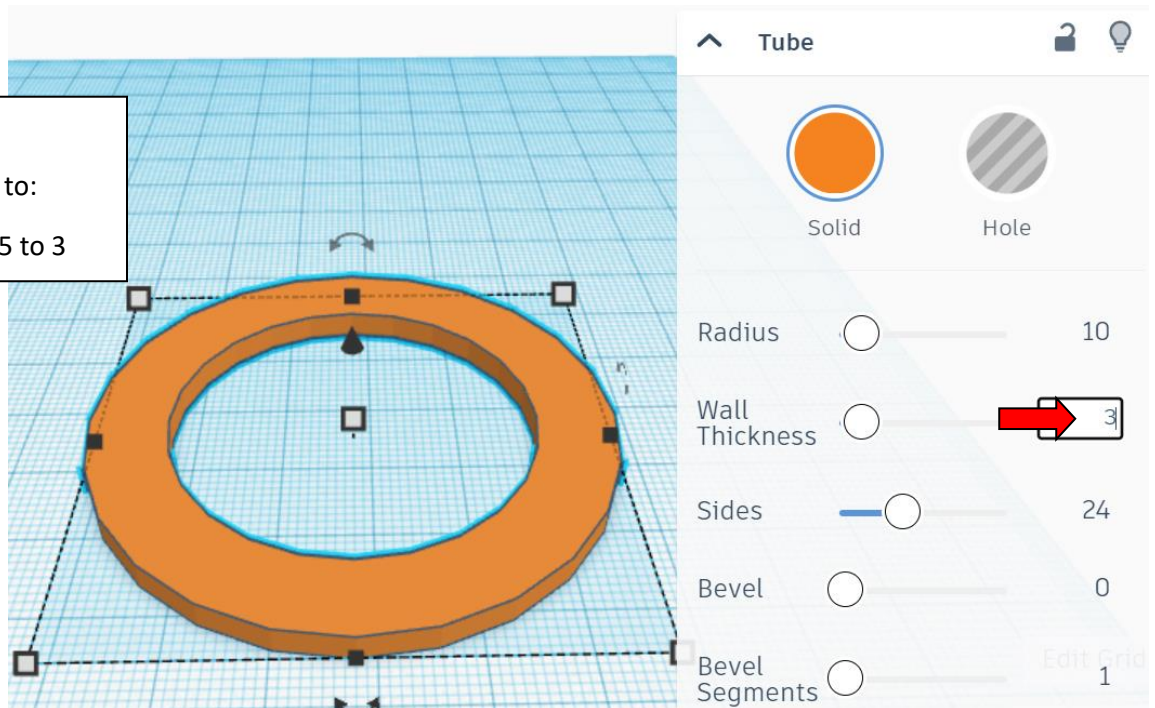 Tube
to:
5 to 3
Solid
Hole
Radius
10
Wall
Thickness
3
Sides
24
Bevel
0
Edit Grid
Bevel
Segments
1